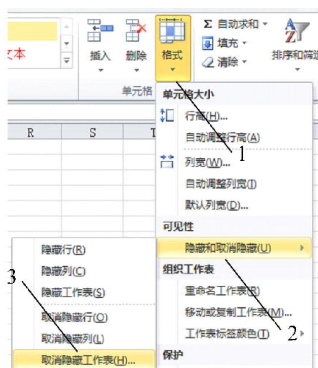 文本
插入
删除
格式
Σ 自动求和
填充
清除
排序和筛
单元格
R
S
T
单元格大小
行高(H)...
自动调整行高(A)
列宽(W)...
自动调整列宽(I)
默认列宽(D)...
可见性
隐藏和取消隐藏(U)
组织工作表
重命名工作表(R)
移动或复制工作表(M)...
工作表标签颜色(T)
保护
隐藏行(R)
隐藏列(C)
隐藏工作表(S)
取消隐藏行(O)
取消隐藏列(L)
取消隐藏工作表(H)...
1
2
3